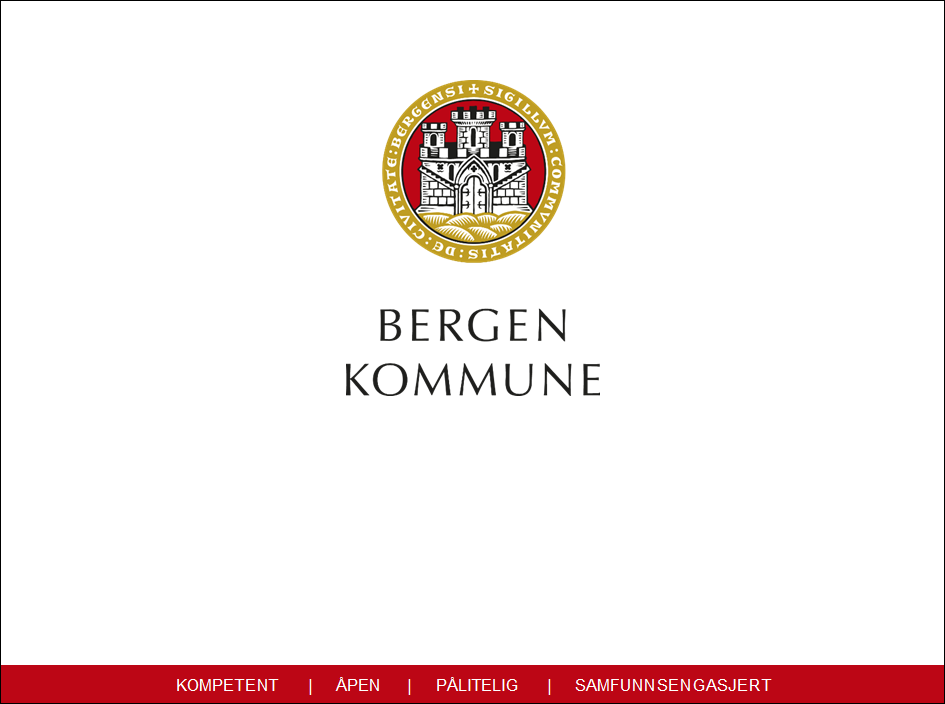 ✢ SIGILLVM : COMMVNITATIS : DE : CIVITATE : BERGENSI
BERGEN
KOMMUNE
KOMPETENT | ÅPEN | PÅLITELIG | SAMFUNNSENGASJERT